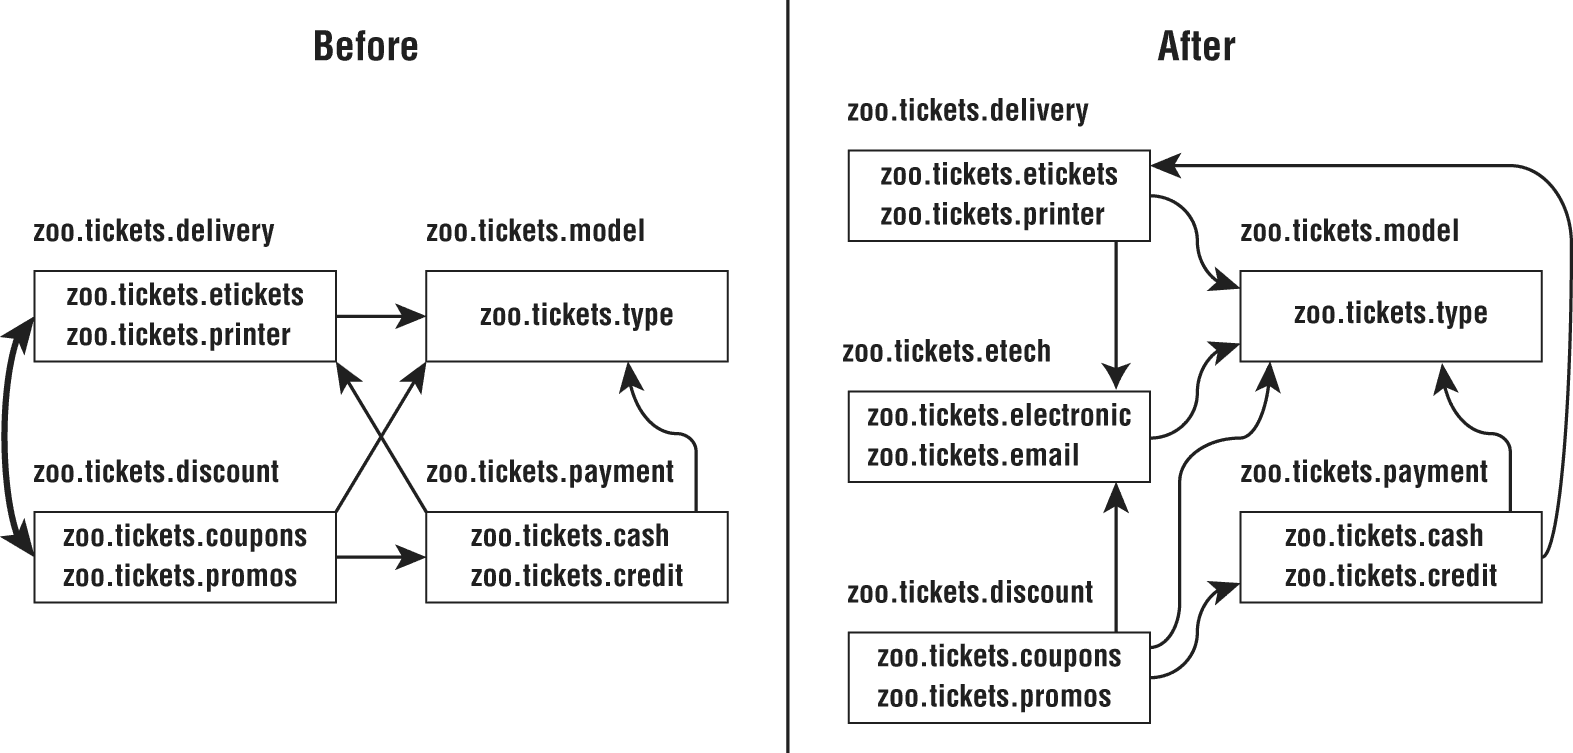 Before
zoo.tickets.delivery
zoo.tickets.etickets
zoo.tickets.printer
zoo.tickets.model
zoo.tickets.type
zoo.tickets.discount
zoo.tickets.coupons
zoo.tickets.promos
zoo.tickets.payment
zoo.tickets.cash
zoo.tickets.credit
After
zoo.tickets.delivery
zoo.tickets.etickets
zoo.tickets.printer
zoo.tickets.model
zoo.tickets.type
zoo.tickets.etech
zoo.tickets.electronic
zoo.tickets.email
zoo.tickets.payment
zoo.tickets.cash
zoo.tickets.credit
zoo.tickets.discount
zoo.tickets.coupons
zoo.tickets.promos